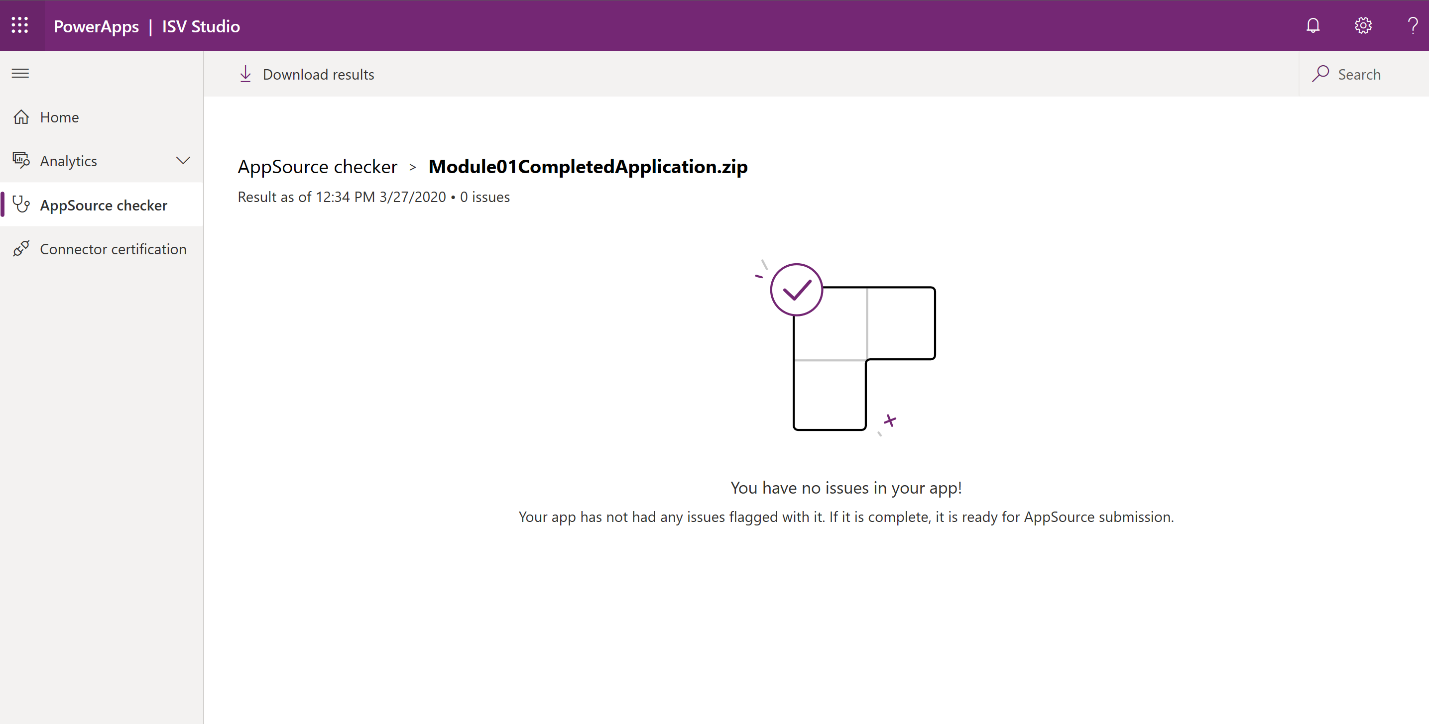 PowerApps | ISV Studio
Download results
Search
Home
Analytics
AppSource checker
Connector certification
AppSource checker > Module01CompletedApplication.zip
Result as of 12:34 PM 3/27/2020 • 0 issues
You have no issues in your app!
Your app has not had any issues flagged with it. If it is complete, it is ready for AppSource submission.